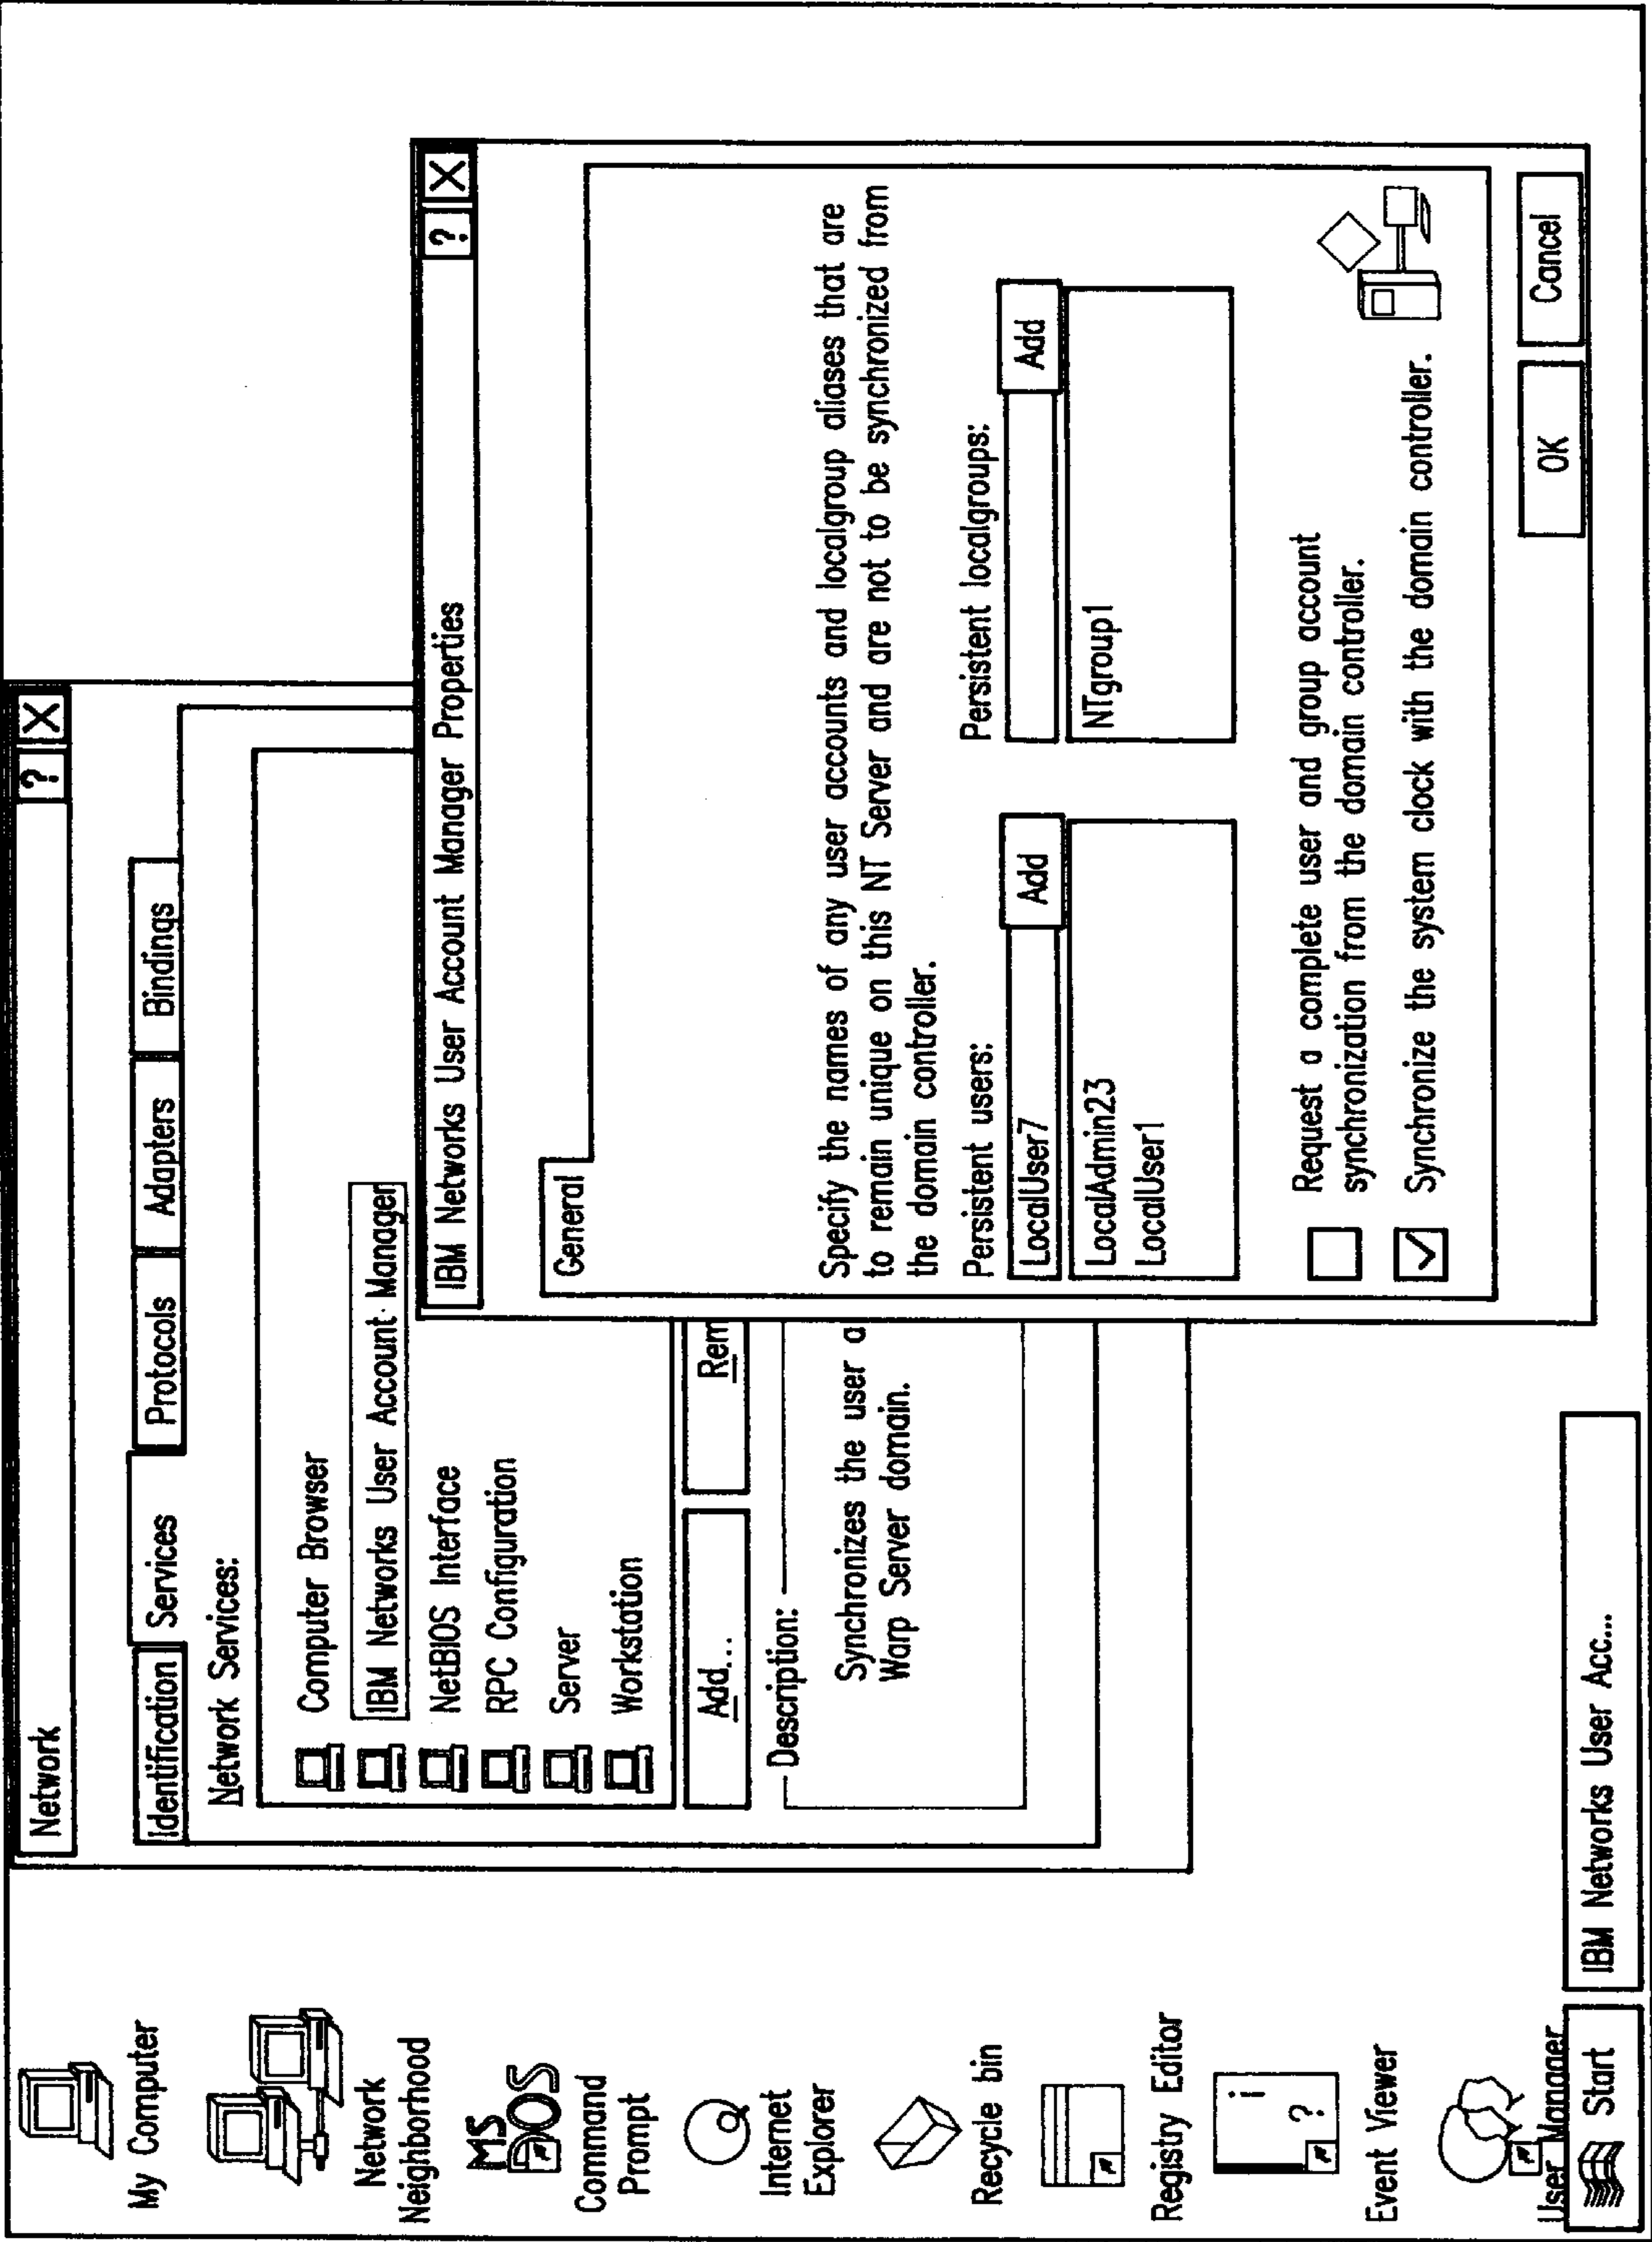 My Computer
Network
Neighborhood
MS
DOS
Command
Prompt
Internet
Explorer
Recycle bin
Registry Editor
i
?
Event Viewer
User Manager
Network
? X
Identification Services Protocols Adapters Bindings
Network Services:
Computer Browser
IBM Networks User Account Manager
NetBIOS Interface
RPC Configuration
Server
Workstation
Add... Rem
Description:
Synchronizes the user a
Warp Server domain.
IBM Networks User Account Manager Properties
? X
General
Specify the names of any user accounts and localgroup aliases that are
to remain unique on this NT Server and are not to be synchronized from
the domain controller.
Persistent users: Persistent localgroups:
LocalUser7 Add Add
LocalAdmin23 NTgroup1
LocalUser1
Request a complete user and group account
synchronization from the domain controller.
Synchronize the system clock with the domain controller.
OK Cancel
Start IBM Networks User Acc...